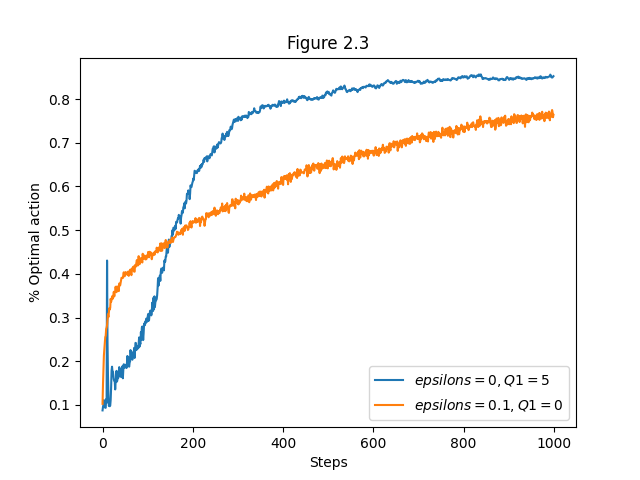 Figure 2.3
% Optimal action
0.8
0.7
0.6
0.5
0.4
0.3
0.2
0.1
0 200 400 600 800 1000
Steps
epsilons = 0, Q1 = 5
epsilons = 0.1, Q1 = 0